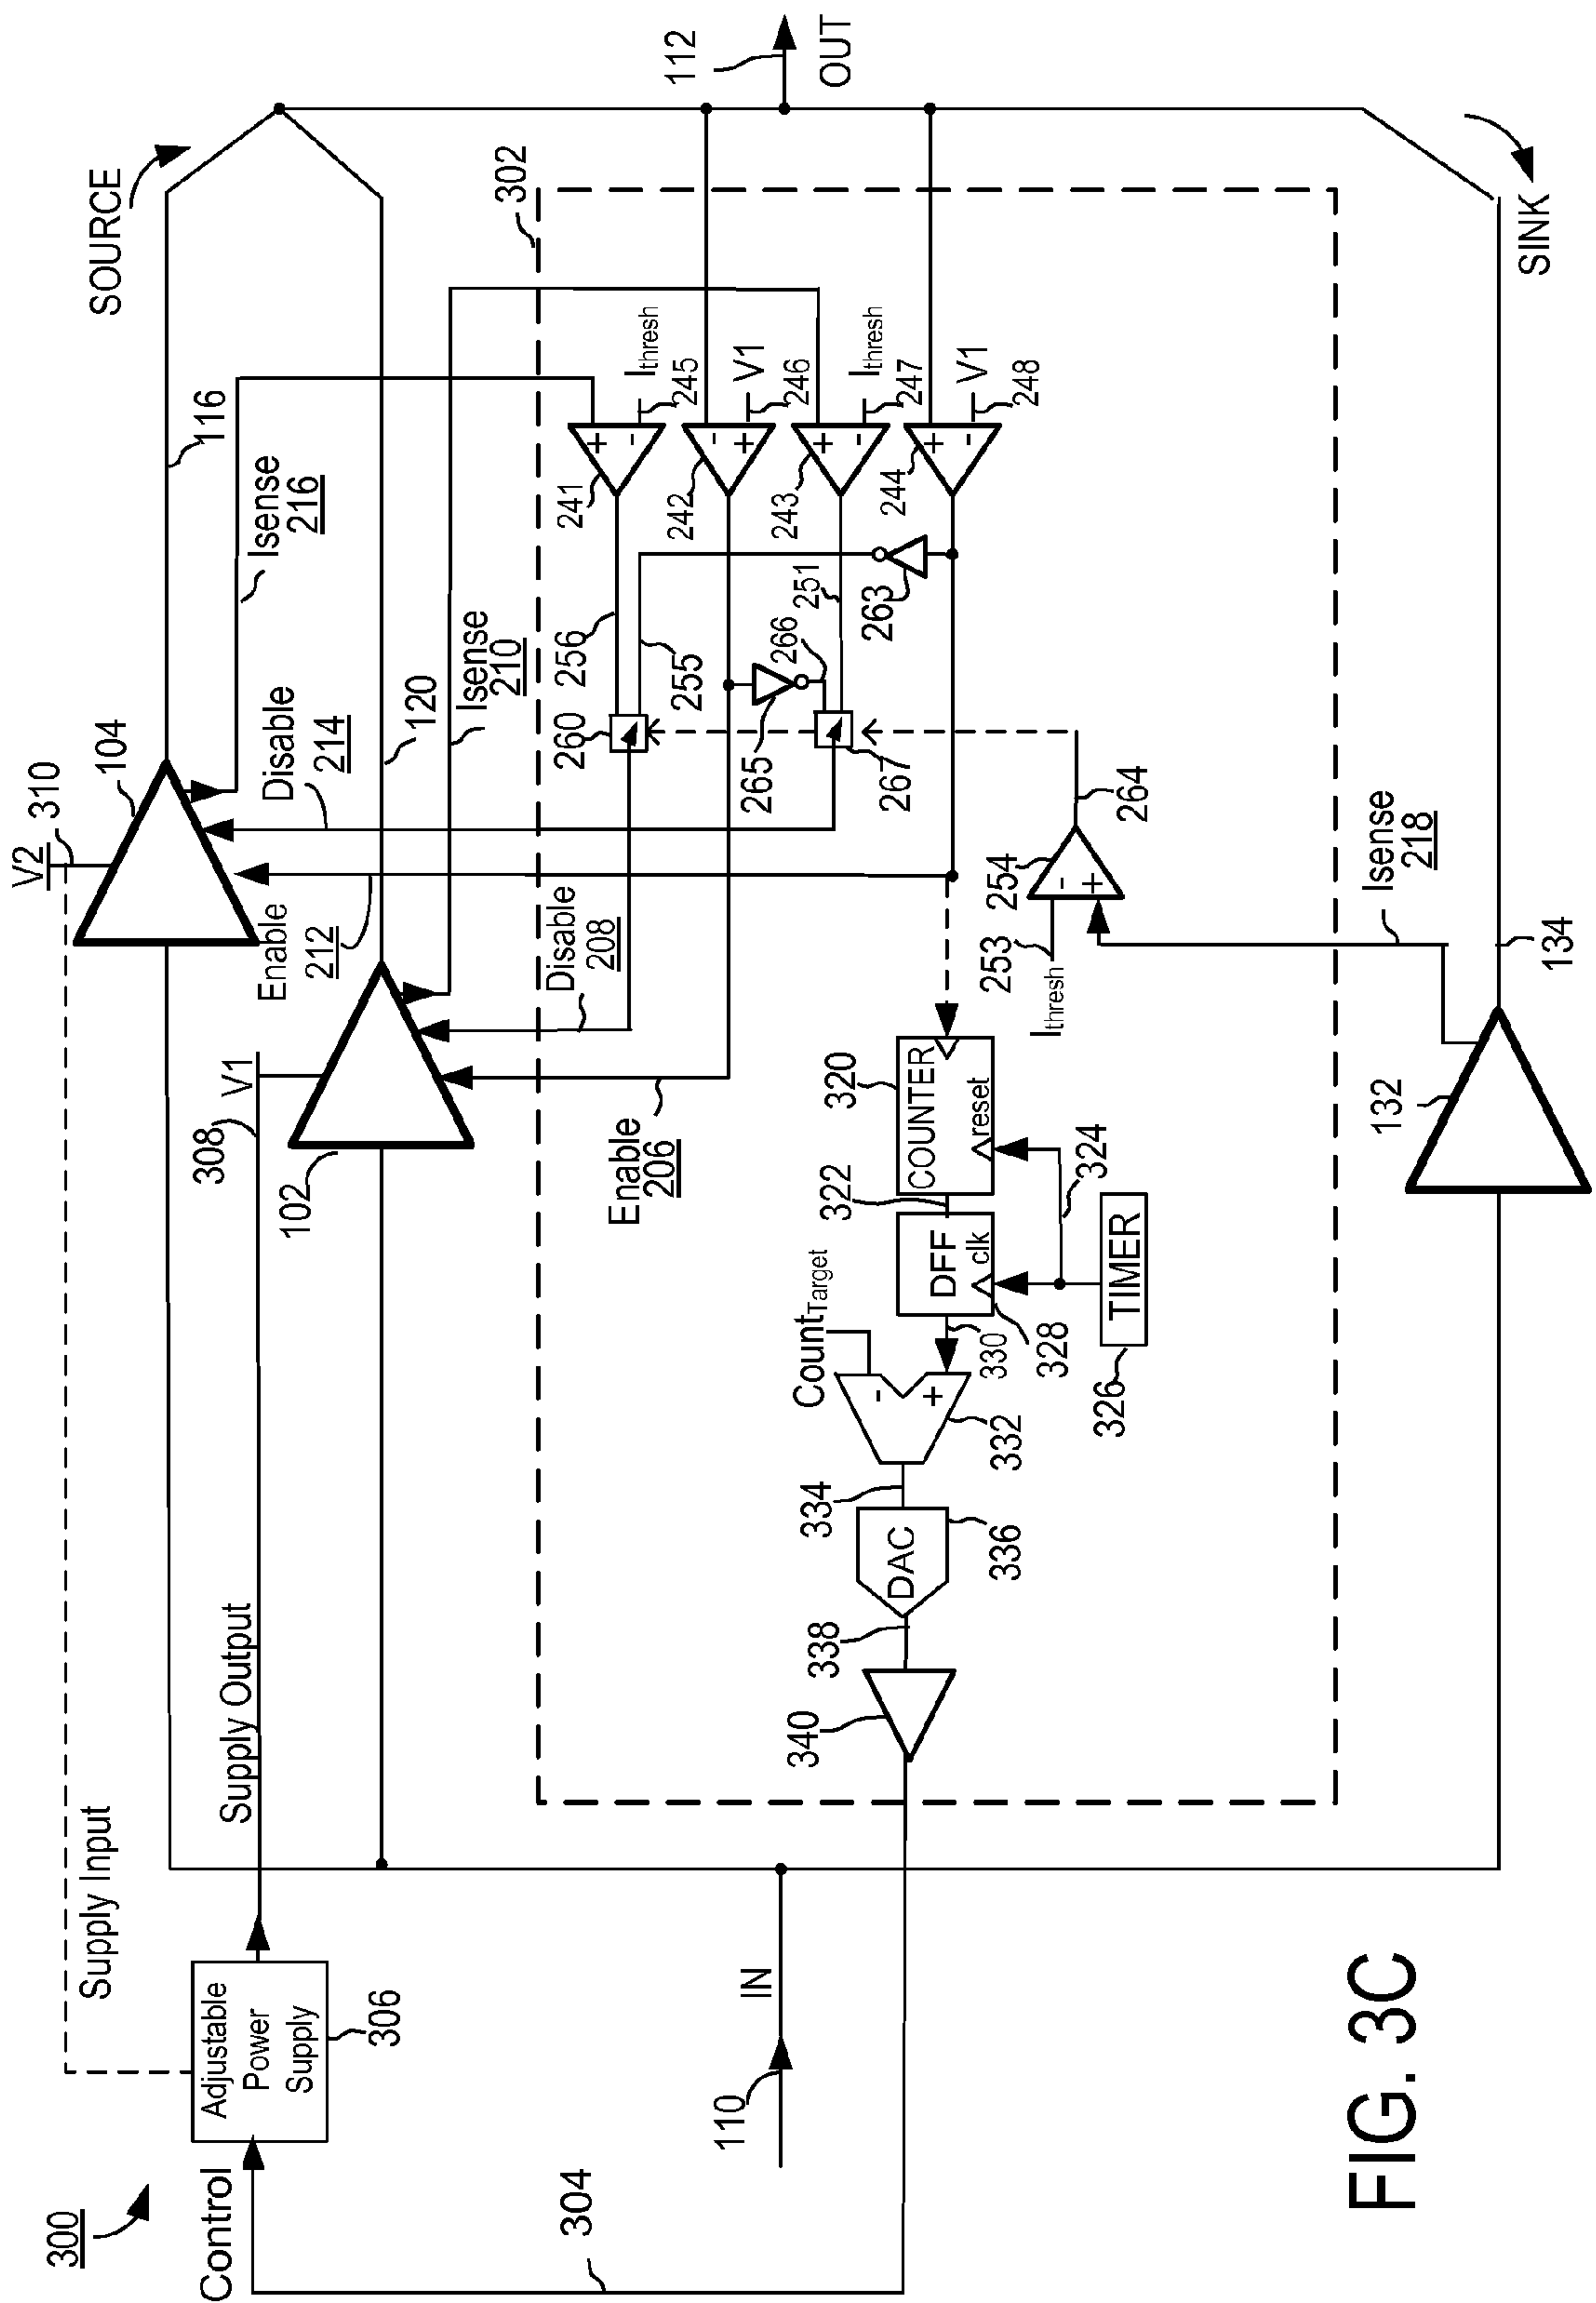 300
Control
304
Adjustable
Power
Supply
306
Supply Input
Supply Output
308
V1
102
V2
310
104
Enable
212
Disable
214
120
116
Isense
216
Isense
210
SOURCE
302
112
OUT
SINK
110
IN
Disable
208
Enable
206
260
256
255
265
266
267
251
263
241
242
243
244
+
-
Ithresh
245
-
+
V1
246
+
-
Ithresh
247
+
-
V1
248
264
254
-
+
253
Ithresh
Isense
218
134
132
320
COUNTER
reset
322
324
DFF
clk
328
330
TIMER
326
CountTarget
-
+
332
334
DAC
336
338
340
FIG. 3C